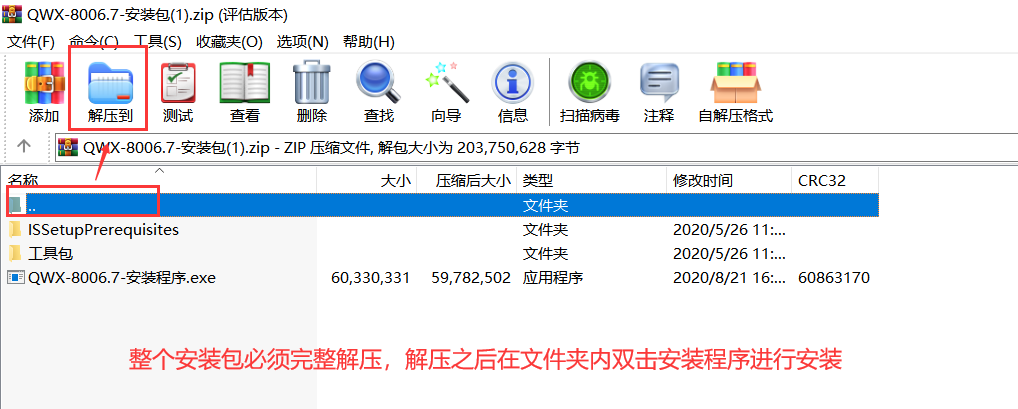 QWX-8006.7-安装包(1).zip (评估版本)
文件(F) 命令(C) 工具(S) 收藏夹(O) 选项(N) 帮助(H)
添加 解压到 测试 查看 删除 查找 向导 信息 扫描病毒 注释 自解压格式
QWX-8006.7-安装包(1).zip - ZIP 压缩文件, 解包大小为 203,750,628 字节
名称 大小 压缩后大小 类型 修改时间 CRC32
.. 文件夹
ISSetupPrerequisites 文件夹 2020/5/26 11:...
工具包 文件夹 2020/5/26 11:...
QWX-8006.7-安装程序.exe 60,330,331 59,782,502 应用程序 2020/8/21 16:... 60863170
整个安装包必须完整解压，解压之后在文件夹内双击安装程序进行安装